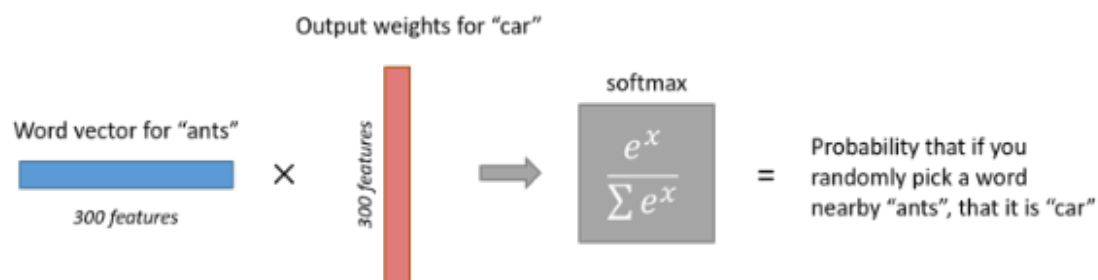 Output weights for “car”
softmax
Word vector for “ants”
300 features
×
300 features
e^x
∑ e^x
=
Probability that if you
randomly pick a word
nearby “ants”, that it is “car”